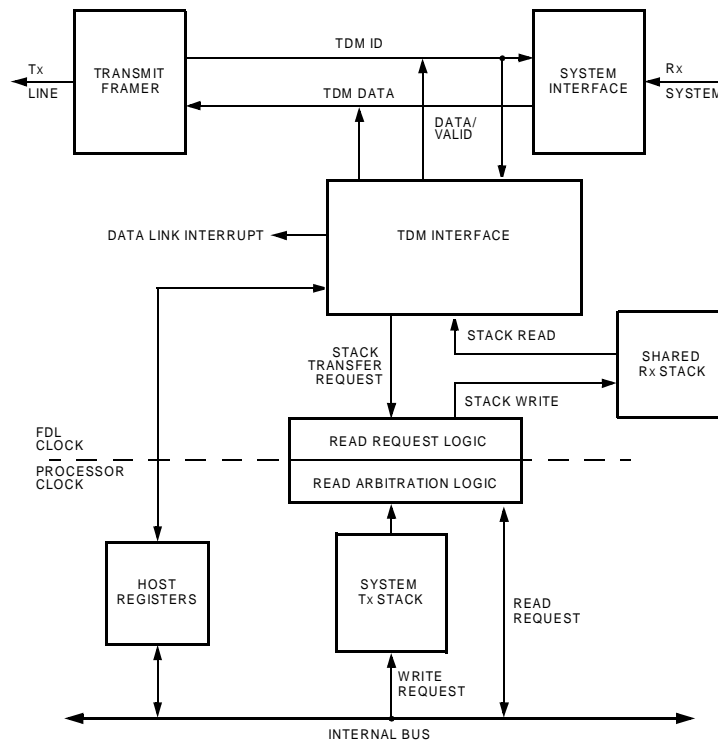 TDM ID
Tx
LINE
TRANSMIT
FRAMER
SYSTEM
INTERFACE
Rx
SYSTEM
TDM DATA
DATA/
VALID
DATA LINK INTERRUPT
TDM INTERFACE
STACK
TRANSFER
REQUEST
STACK READ
SHARED
Rx STACK
STACK WRITE
FDL
CLOCK
READ REQUEST LOGIC
PROCESSOR
CLOCK
READ ARBITRATION LOGIC
HOST
REGISTERS
SYSTEM
Tx STACK
READ
REQUEST
WRITE
REQUEST
INTERNAL BUS